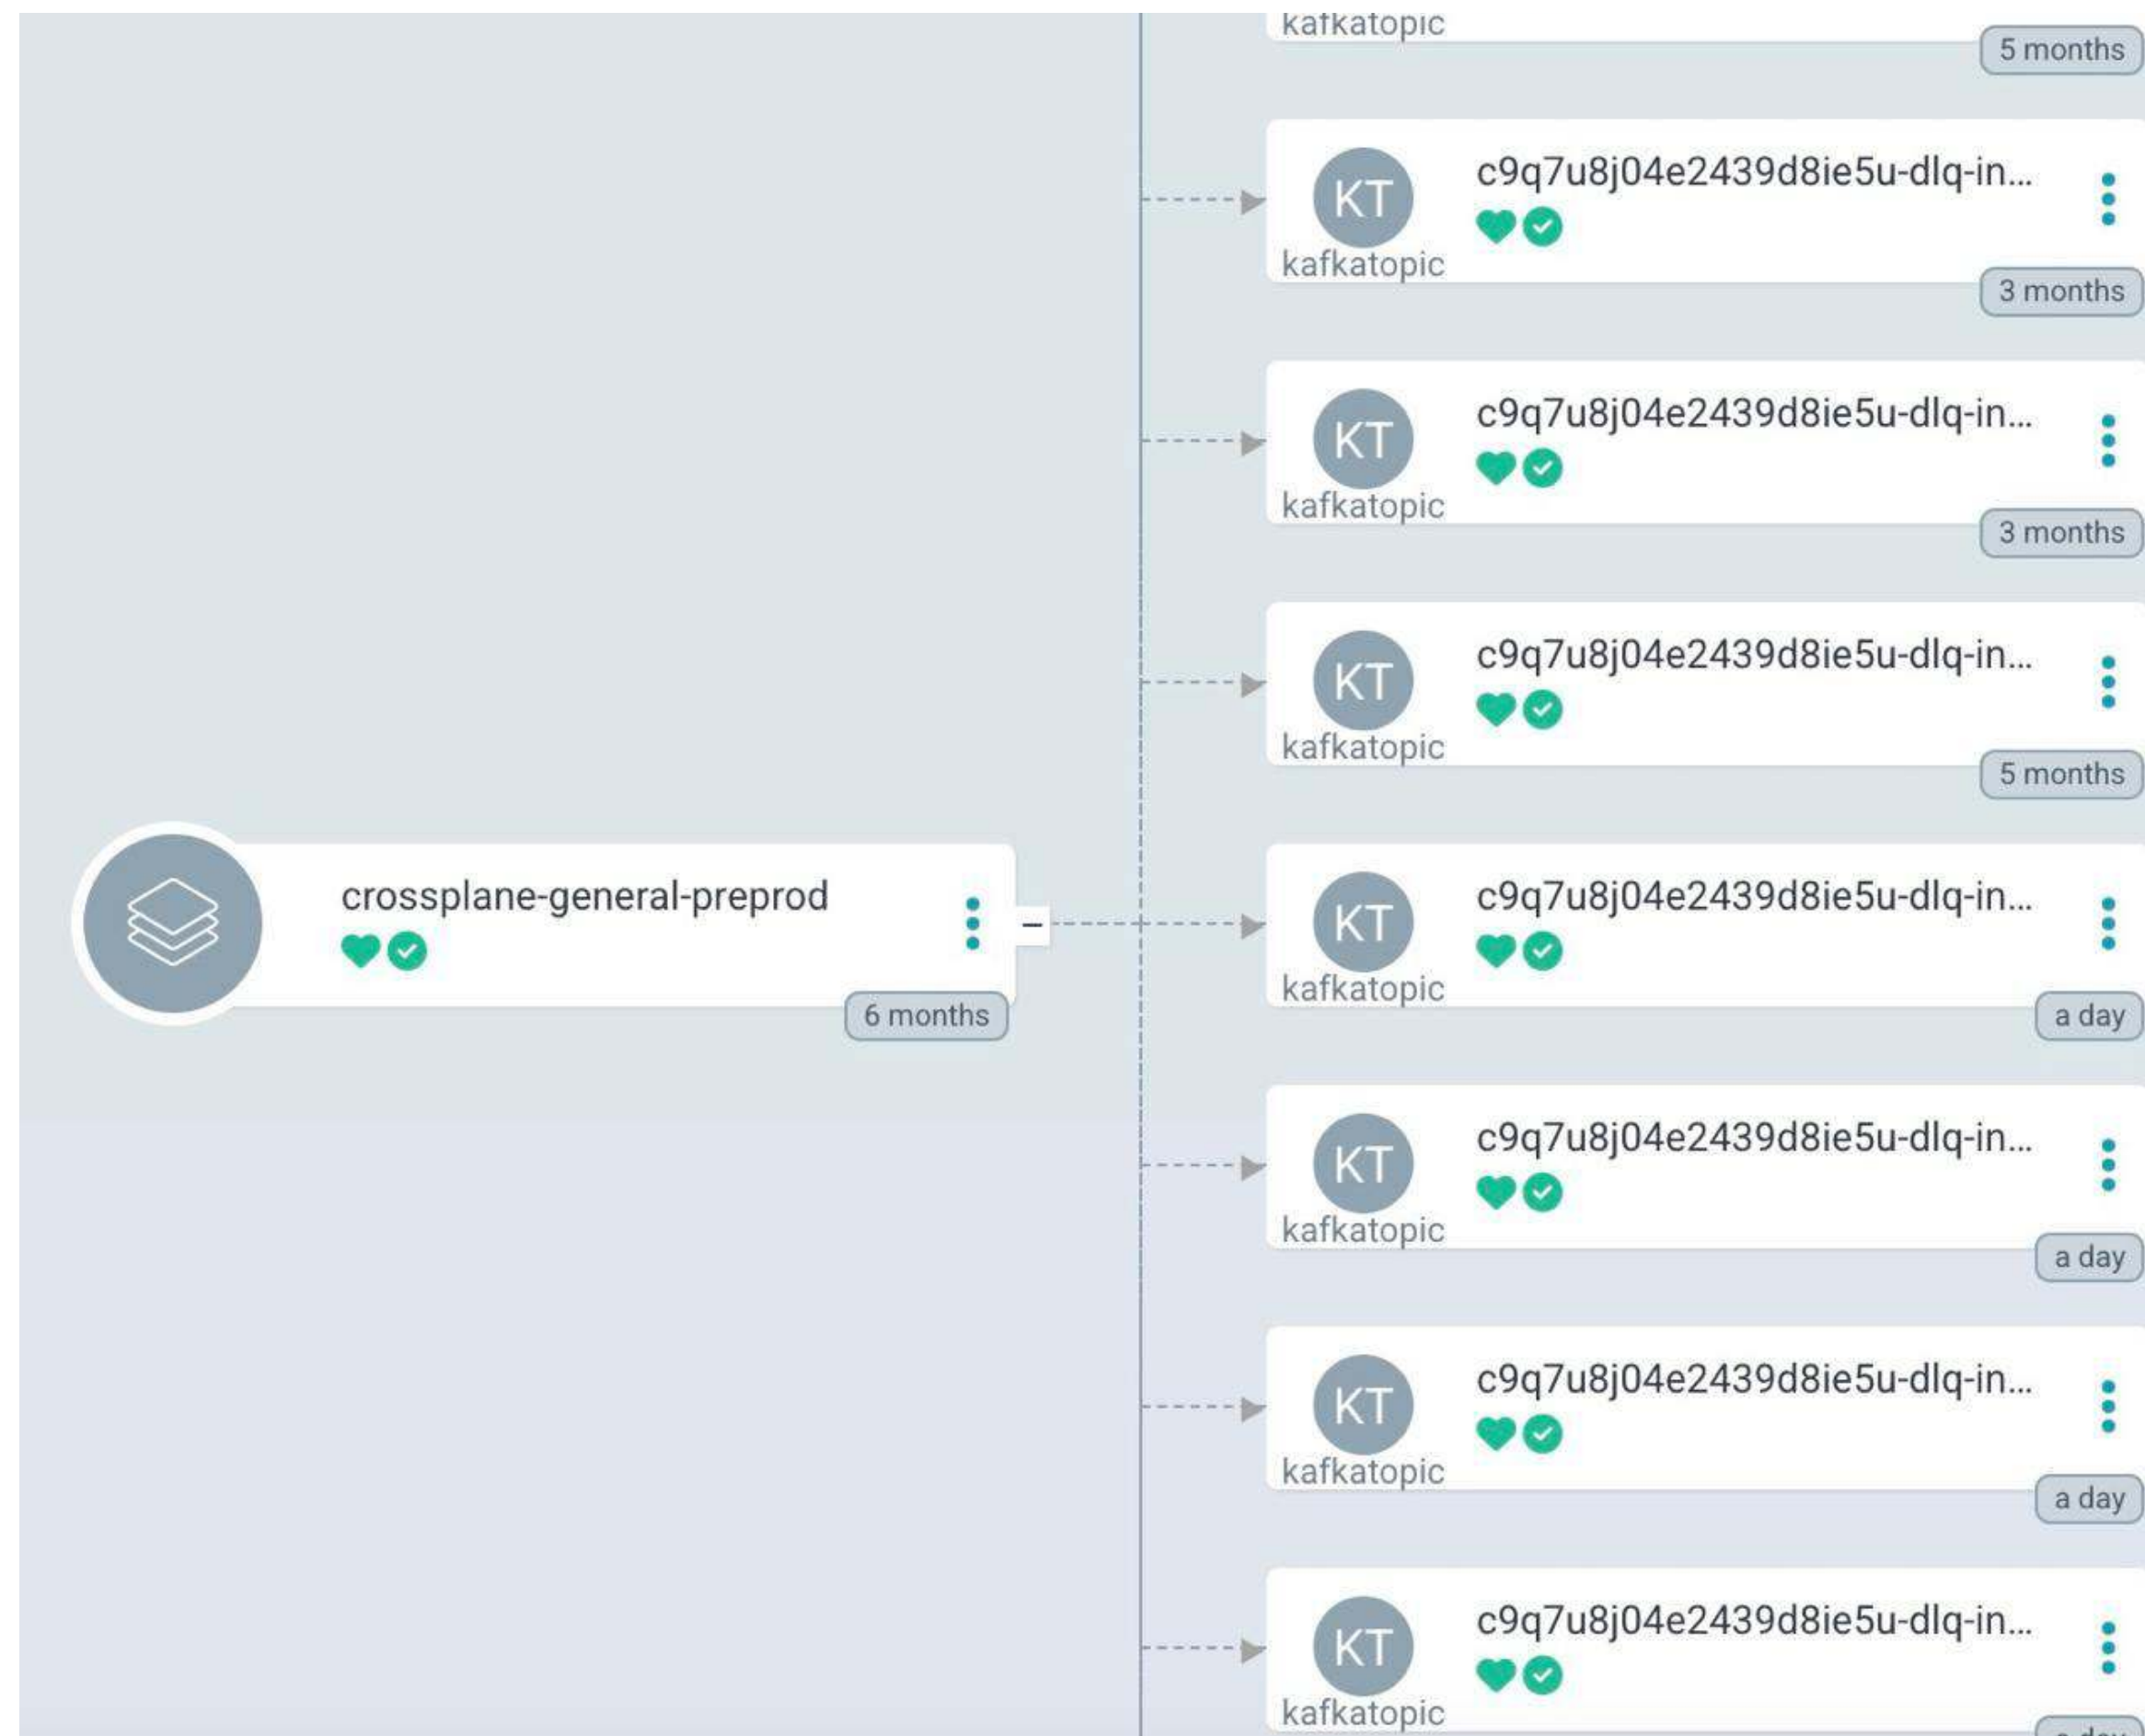 kafkatopic
5 months
KT
c9q7u8j04e2439d8ie5u-dlq-in...
kafkatopic
3 months
KT
c9q7u8j04e2439d8ie5u-dlq-in...
kafkatopic
3 months
KT
c9q7u8j04e2439d8ie5u-dlq-in...
kafkatopic
5 months
crossplane-general-preprod
6 months
KT
c9q7u8j04e2439d8ie5u-dlq-in...
kafkatopic
a day
KT
c9q7u8j04e2439d8ie5u-dlq-in...
kafkatopic
a day
KT
c9q7u8j04e2439d8ie5u-dlq-in...
kafkatopic
a day
KT
c9q7u8j04e2439d8ie5u-dlq-in...
kafkatopic
a day